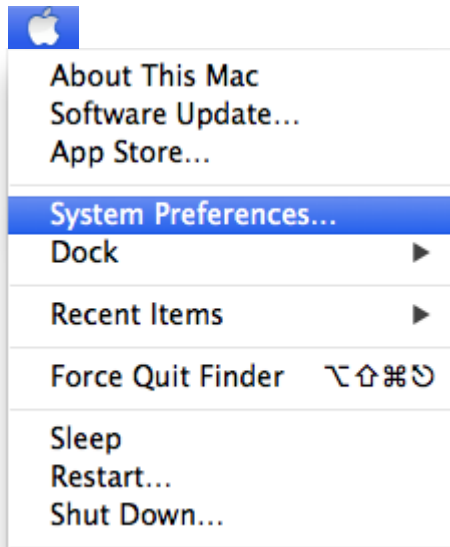 About This Mac
Software Update...
App Store...
System Preferences...
Dock ▶
Recent Items ▶
Force Quit Finder ⌥⇧⌘⎋
Sleep
Restart...
Shut Down...